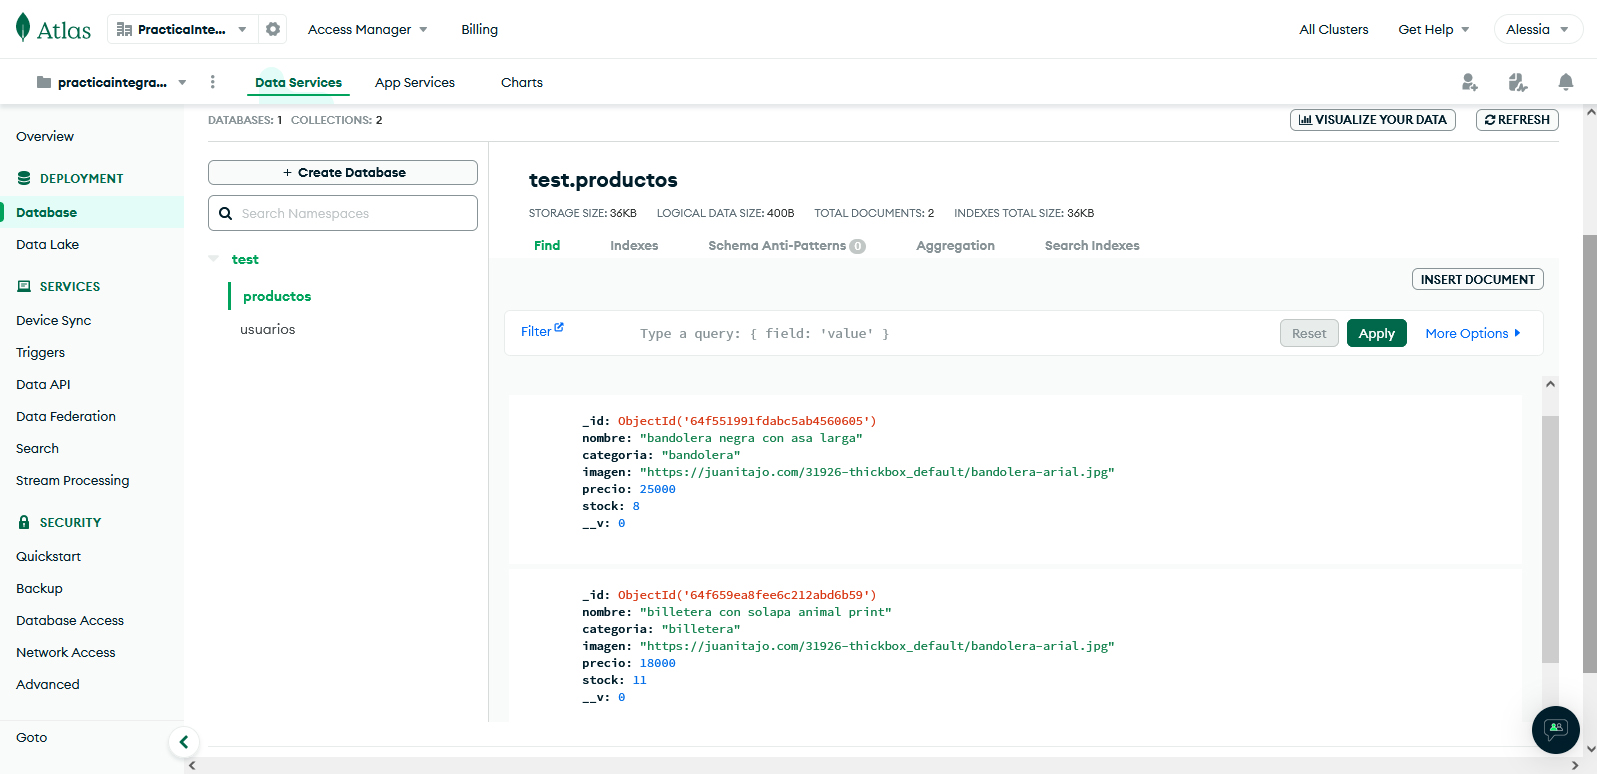 Atlas
PracticaInte...
Access Manager
Billing
All Clusters
Get Help
Alessia
practicaintegra...
Data Services
App Services
Charts
DATABASES: 1 COLLECTIONS: 2
VISUALIZE YOUR DATA
REFRESH
Overview
DEPLOYMENT
Database
Data Lake
SERVICES
Device Sync
Triggers
Data API
Data Federation
Search
Stream Processing
SECURITY
Quickstart
Backup
Database Access
Network Access
Advanced
Goto
+ Create Database
Search Namespaces
test
productos
usuarios
test.productos
STORAGE SIZE: 36KB LOGICAL DATA SIZE: 400B TOTAL DOCUMENTS: 2 INDEXES TOTAL SIZE: 36KB
Find Indexes Schema Anti-Patterns 0 Aggregation Search Indexes
INSERT DOCUMENT
Filter Type a query: { field: 'value' } Reset Apply More Options
_id: ObjectId('64f551991fdabc5ab4560605')
nombre: "bandolera negra con asa larga"
categoria: "bandolera"
imagen: "https://juanitajo.com/31926-thickbox_default/bandolera-arial.jpg"
precio: 25000
stock: 8
__v: 0
_id: ObjectId('64f659ea8fee6c212abd6b59')
nombre: "billetera con solapa animal print"
categoria: "billetera"
imagen: "https://juanitajo.com/31926-thickbox_default/bandolera-arial.jpg"
precio: 18000
stock: 11
__v: 0